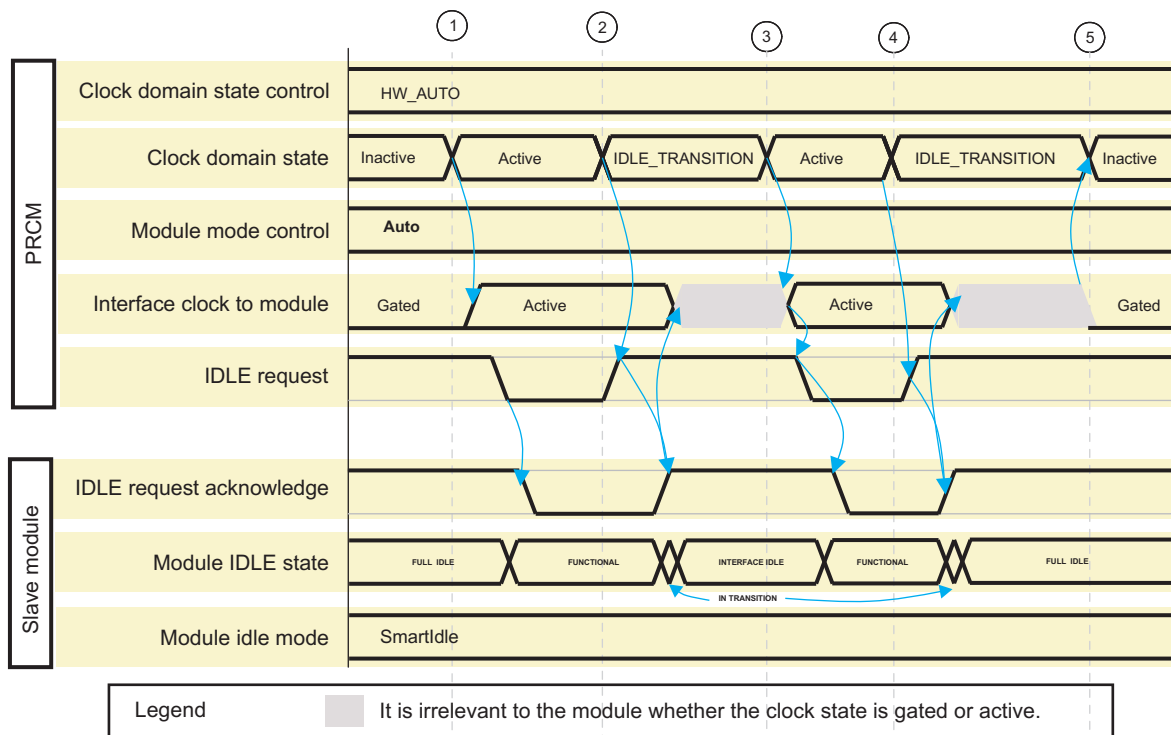 1 2 3 4 5
PRCM
Clock domain state control
HW_AUTO
Clock domain state
Inactive Active IDLE_TRANSITION Active IDLE_TRANSITION Inactive
Module mode control
Auto
Interface clock to module
Gated Active Active Gated
IDLE request
Slave module
IDLE request acknowledge
Module IDLE state
FULL IDLE FUNCTIONAL INTERFACE IDLE FUNCTIONAL FULL IDLE
IN TRANSITION
Module idle mode
SmartIdle
Legend
It is irrelevant to the module whether the clock state is gated or active.